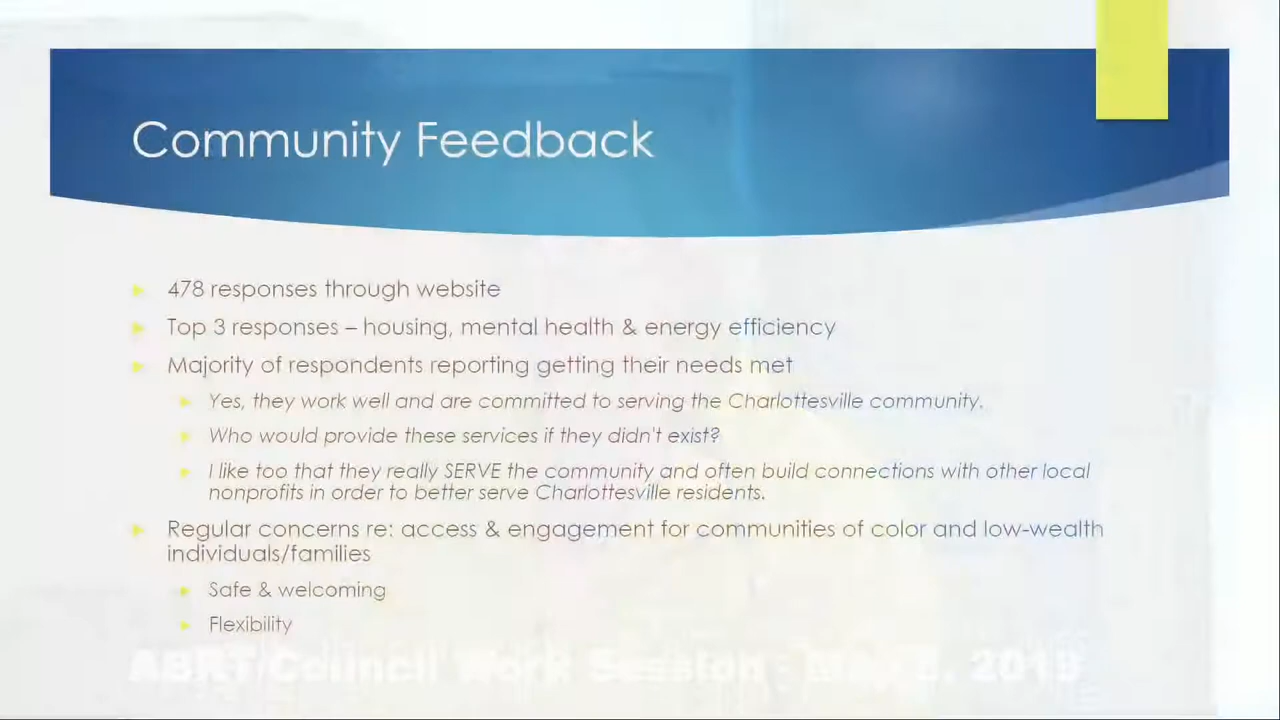 Community Feedback
478 responses through website
Top 3 responses – housing, mental health & energy efficiency
Majority of respondents reporting getting their needs met
Yes, they work well and are committed to serving the Charlottesville community.
Who would provide these services if they didn't exist?
I like too that they really SERVE the community and often build connections with other local
nonprofits in order to better serve Charlottesville residents.
Regular concerns re: access & engagement for communities of color and low-wealth
individuals/families
Safe & welcoming
Flexibility
ABRT Council Work Session